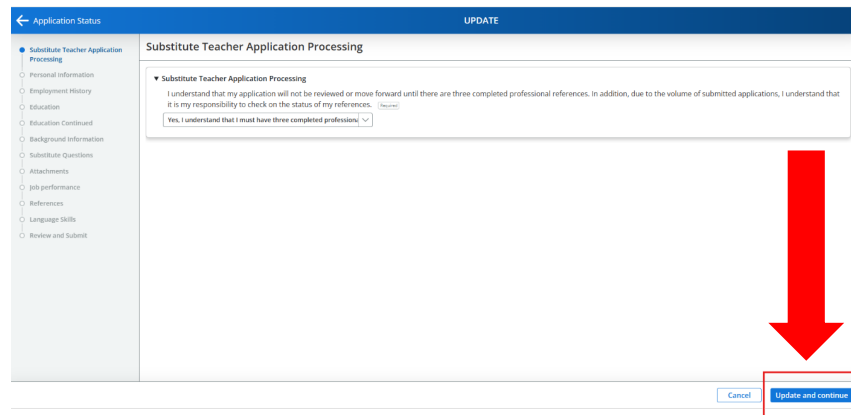 Application Status
UPDATE
Substitute Teacher Application
Processing
Personal Information
Employment History
Education
Education Continued
Background Information
Substitute Questions
Attachments
Job performance
References
Language Skills
Review and Submit
Substitute Teacher Application Processing
Substitute Teacher Application Processing
I understand that my application will not be reviewed or move forward until there are three completed professional references. In addition, due to the volume of submitted applications, I understand that
it is my responsibility to check on the status of my references. Required
Yes, I understand that I must have three completed professiona
Cancel
Update and continue